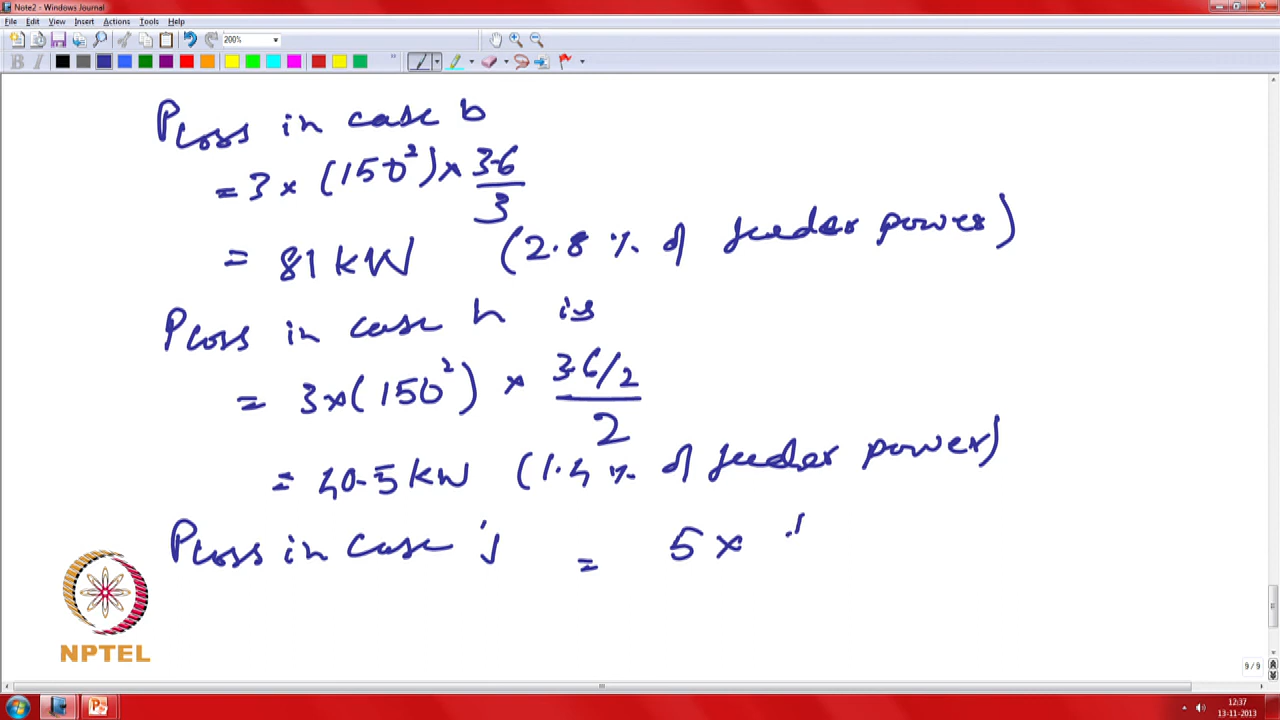 Note2 - Windows Journal
File Edit View Insert Actions Tools Help
200%
B I
Ploss in case b
= 3 × (150²) × 3.6/3
= 81 kW (2.8 % of feeder power)
Ploss in case h is
= 3×(150²) × (3.6/2)/2
= 40.5 kW (1.4 % of feeder power)
Ploss in case j = 5 ×
NPTEL
9/9
12:37
13-11-2013